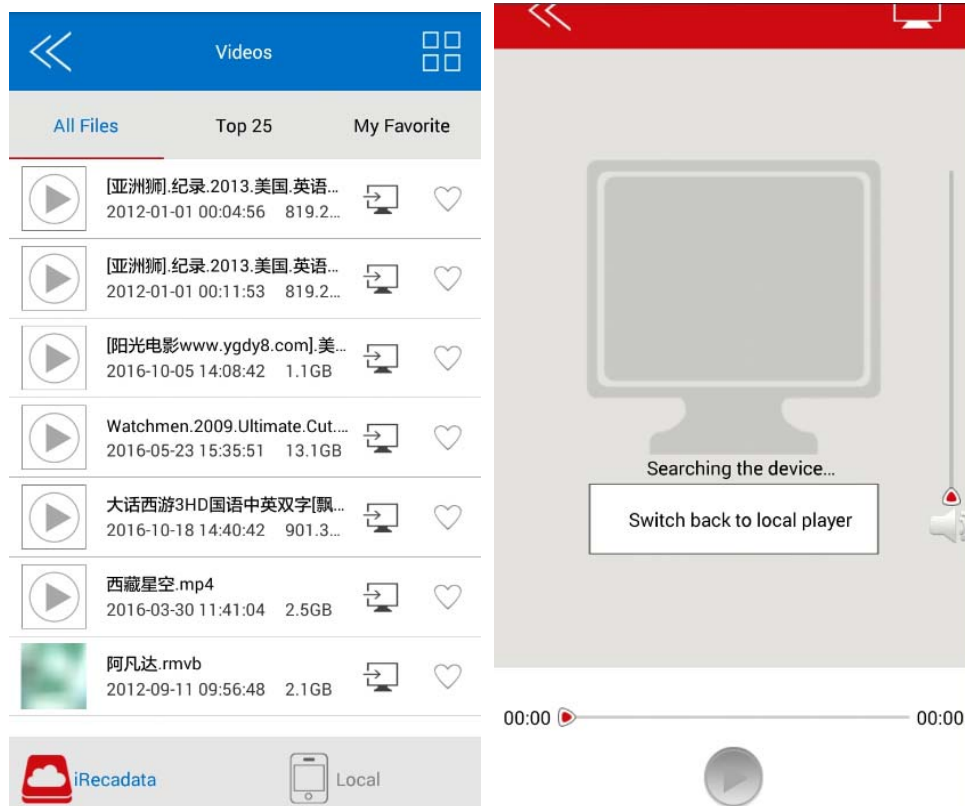 Videos
All Files
Top 25
My Favorite
[亚洲狮].纪录.2013.美国.英语...
2012-01-01 00:04:56 819.2...
[亚洲狮].纪录.2013.美国.英语...
2012-01-01 00:11:53 819.2...
[阳光电影www.ygdy8.com].美...
2016-10-05 14:08:42 1.1GB
Watchmen.2009.Ultimate.Cut....
2016-05-23 15:35:51 13.1GB
大话西游3HD国语中英双字[飘...
2016-10-18 14:40:42 901.3...
西藏星空.mp4
2016-03-30 11:41:04 2.5GB
阿凡达.rmvb
2012-09-11 09:56:48 2.1GB
iRecadata
Local
Searching the device...
Switch back to local player
00:00
00:00